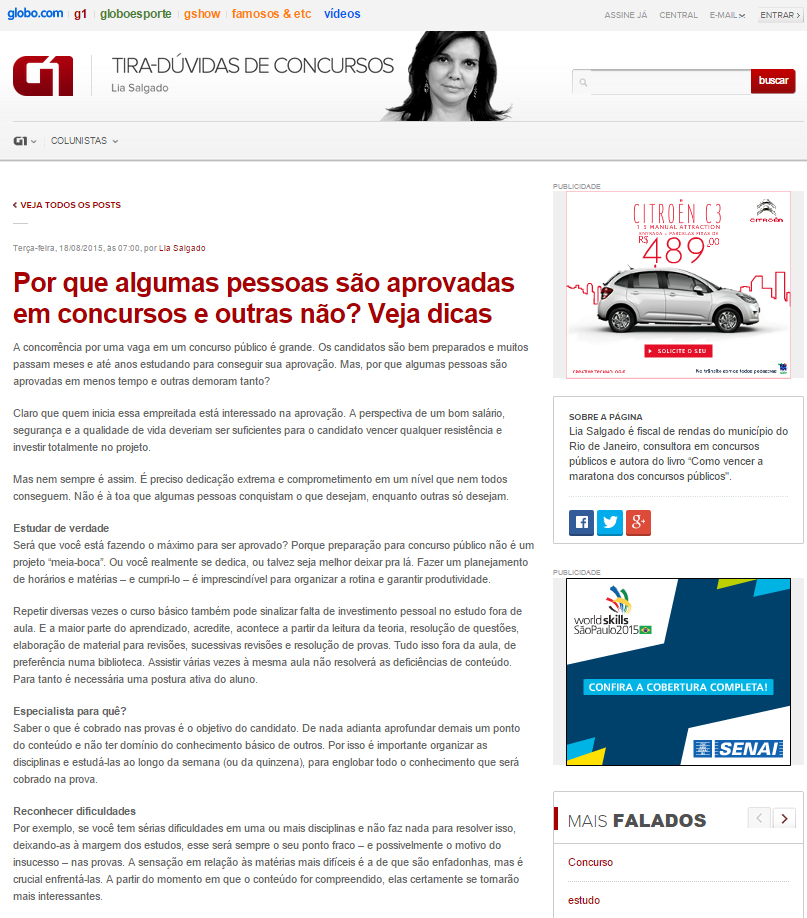 globo.com g1 globoesporte gshow famosos & etc vídeos ASSINE JÁ CENTRAL E-MAIL ENTRAR
G1
TIRA-DÚVIDAS DE CONCURSOS
Lia Salgado
buscar
G1 COLUNISTAS
VEJA TODOS OS POSTS
Terça-feira, 18/08/2015, às 07:00, por Lia Salgado
Por que algumas pessoas são aprovadas
em concursos e outras não? Veja dicas
A concorrência por uma vaga em um concurso público é grande. Os candidatos são bem preparados e muitos
passam meses e até anos estudando para conseguir sua aprovação. Mas, por que algumas pessoas são
aprovadas em menos tempo e outras demoram tanto?
Claro que quem inicia essa empreitada está interessado na aprovação. A perspectiva de um bom salário,
segurança e a qualidade de vida deveriam ser suficientes para o candidato vencer qualquer resistência e
investir totalmente no projeto.
Mas nem sempre é assim. É preciso dedicação extrema e comprometimento em um nível que nem todos
conseguem. Não é à toa que algumas pessoas conquistam o que desejam, enquanto outras só desejam.
Estudar de verdade
Será que você está fazendo o máximo para ser aprovado? Porque preparação para concurso público não é um
projeto “meia-boca”. Ou você realmente se dedica, ou talvez seja melhor deixar pra lá. Fazer um planejamento
de horários e matérias – e cumpri-lo – é imprescindível para organizar a rotina e garantir produtividade.
Repetir diversas vezes o curso básico também pode sinalizar falta de investimento pessoal no estudo fora de
aula. E a maior parte do aprendizado, acredite, acontece a partir da leitura da teoria, resolução de questões,
elaboração de material para revisões, sucessivas revisões e resolução de provas. Tudo isso fora da aula, de
preferência numa biblioteca. Assistir várias vezes à mesma aula não resolverá as deficiências de conteúdo.
Para tanto é necessária uma postura ativa do aluno.
Especialista para quê?
Saber o que é cobrado nas provas é o objetivo do candidato. De nada adianta aprofundar demais um ponto
do conteúdo e não ter domínio do conhecimento básico de outros. Por isso é importante organizar as
disciplinas e estudá-las ao longo da semana (ou da quinzena), para englobar todo o conhecimento que será
cobrado na prova.
Reconhecer dificuldades
Por exemplo, se você tem sérias dificuldades em uma ou mais disciplinas e não faz nada para resolver isso,
deixando-as à margem dos estudos, esse será sempre o seu ponto fraco – e possivelmente o motivo do
insucesso – nas provas. A sensação em relação às matérias mais difíceis é a de que são enfadonhas, mas é
crucial enfrentá-las. A partir do momento em que o conteúdo for compreendido, elas certamente se tornarão
mais interessantes.
PUBLICIDADE
CITROËN C3
1.5 MANUAL ATTRACTION
ENTRADA + PARCELAS FIXAS DE
R$ 489,00
CITROËN
SOLICITE O SEU
CREATIVE TECHNOLOGIE
No trânsito somos todos pedestres
SOBRE A PÁGINA
Lia Salgado é fiscal de rendas do município do
Rio de Janeiro, consultora em concursos
públicos e autora do livro “Como vencer a
maratona dos concursos públicos”.
PUBLICIDADE
worldskills
SãoPaulo2015
CONFIRA A COBERTURA COMPLETA!
SENAI
MAIS FALADOS
Concurso
estudo